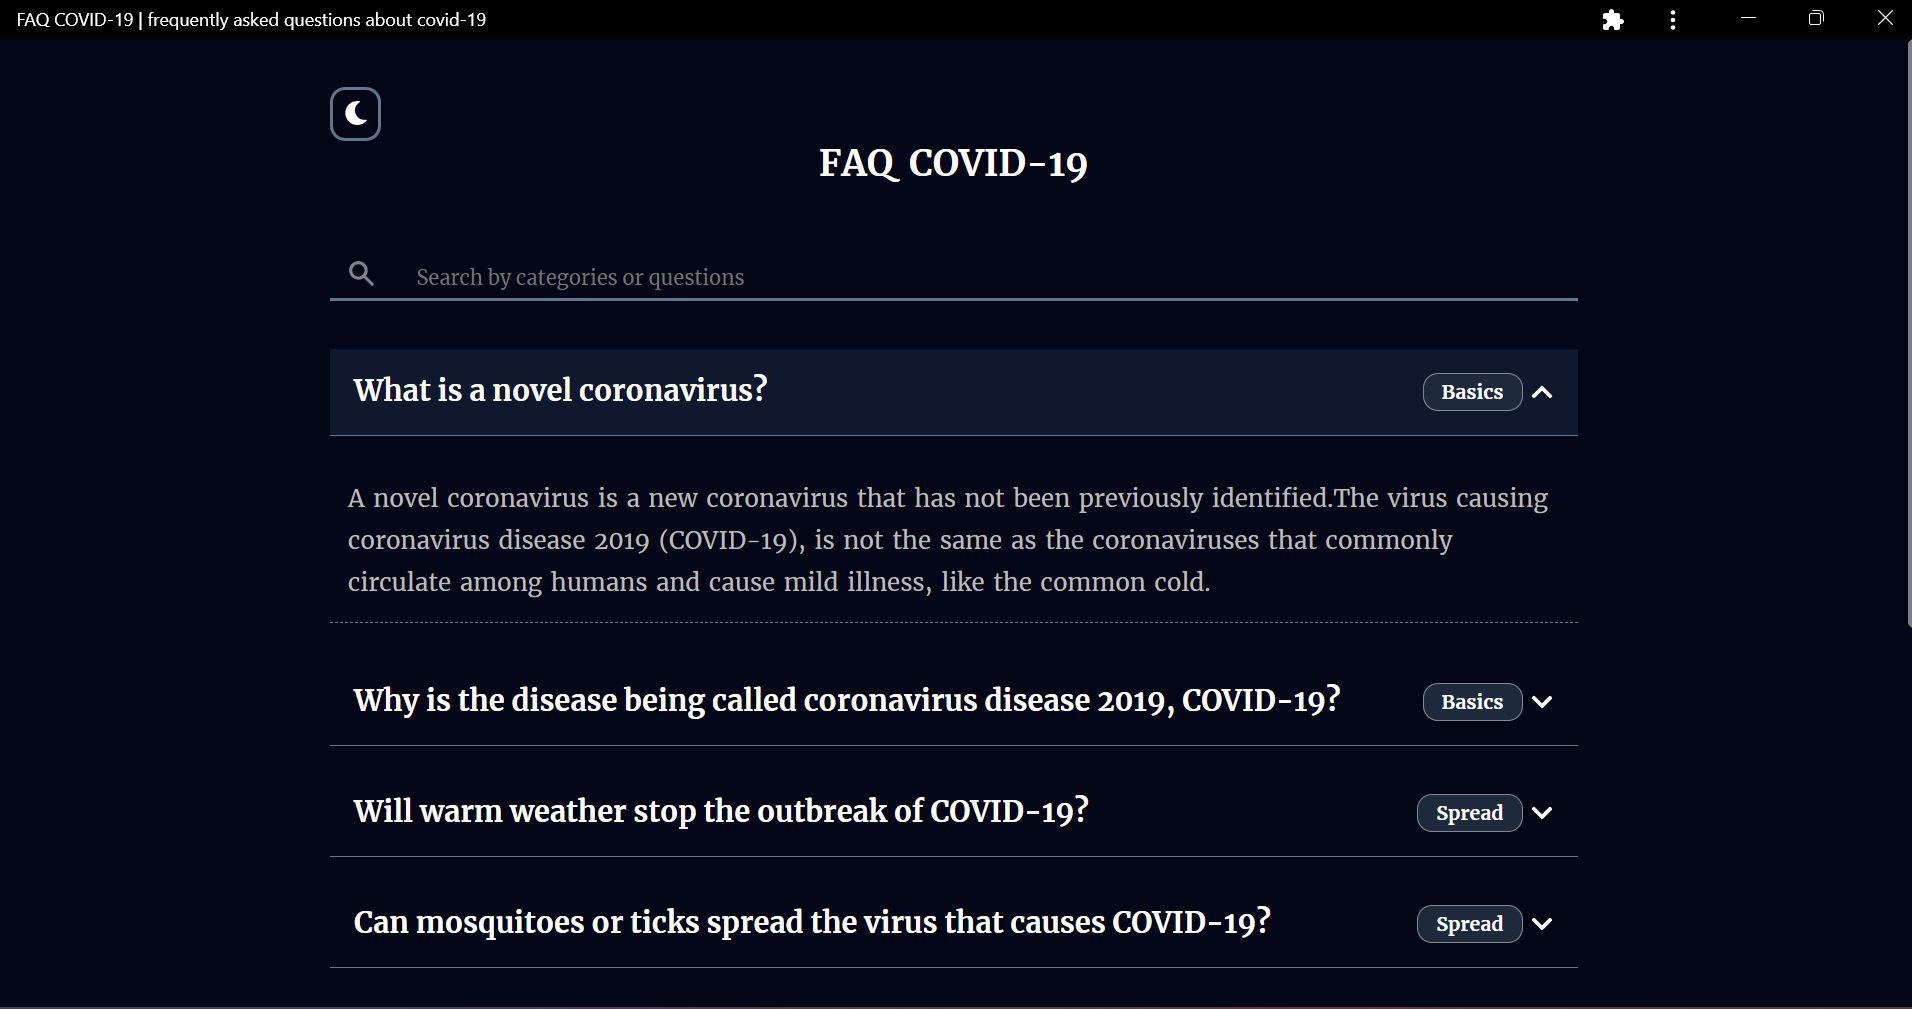 FAQ COVID-19 | frequently asked questions about covid-19
FAQ COVID-19
Search by categories or questions
What is a novel coronavirus?
Basics
A novel coronavirus is a new coronavirus that has not been previously identified.The virus causing
coronavirus disease 2019 (COVID-19), is not the same as the coronaviruses that commonly
circulate among humans and cause mild illness, like the common cold.
Why is the disease being called coronavirus disease 2019, COVID-19?
Basics
Will warm weather stop the outbreak of COVID-19?
Spread
Can mosquitoes or ticks spread the virus that causes COVID-19?
Spread